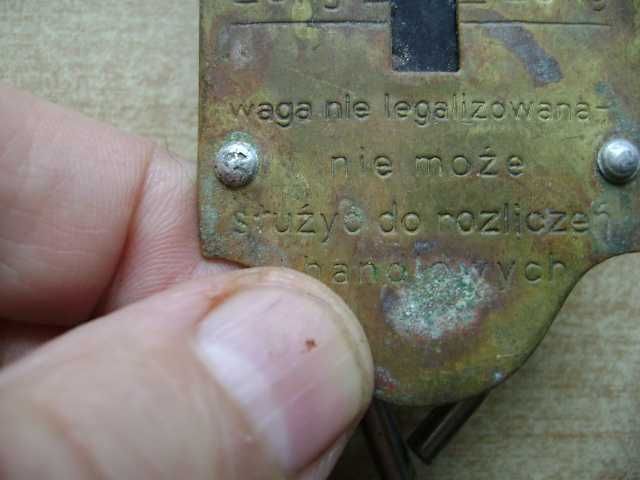 waga nie legalizowana-
nie może
służyć do rozliczeń
handlowych